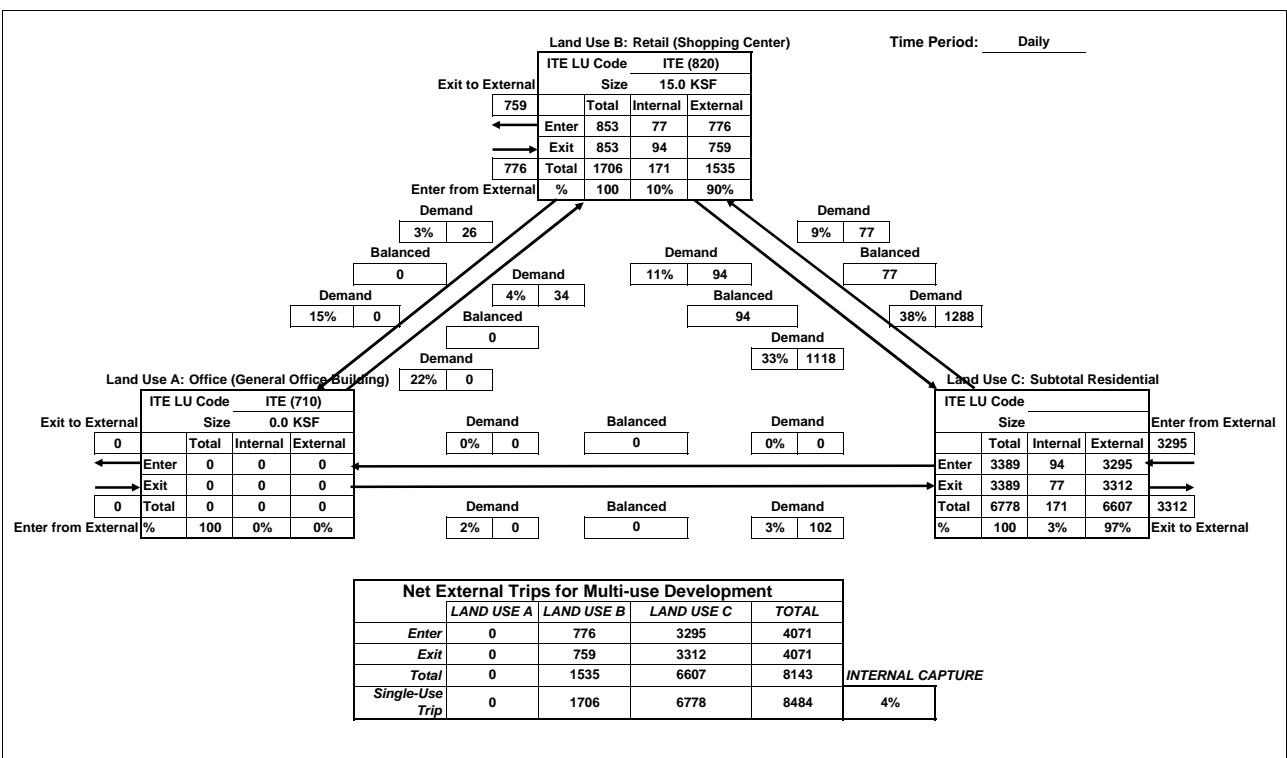 Land Use B: Retail (Shopping Center)
Time Period: Daily
ITE LU Code ITE (820)
Exit to External Size 15.0 KSF
759 Total Internal External
Enter 853 77 776
Exit 853 94 759
776 Total 1706 171 1535
Enter from External % 100 10% 90%
Demand
3% 26
Balanced
0
Demand
15% 0
Demand
4% 34
Balanced
0
Demand
22% 0
Demand
11% 94
Balanced
94
Demand
33% 1118
Demand
9% 77
Balanced
77
Demand
38% 1288
Land Use A: Office (General Office Building)
ITE LU Code ITE (710)
Exit to External Size 0.0 KSF
0 Total Internal External
Enter 0 0 0
Exit 0 0 0
0 Total 0 0 0
Enter from External % 100 0% 0%
Demand Balanced Demand
0% 0 0 0% 0
Demand Balanced Demand
2% 0 0 3% 102
Land Use C: Subtotal Residential
ITE LU Code
Size Enter from External
Total Internal External 3295
Enter 3389 94 3295
Exit 3389 77 3312
Total 6778 171 6607 3312
% 100 3% 97% Exit to External
Net External Trips for Multi-use Development
LAND USE A LAND USE B LAND USE C TOTAL
Enter 0 776 3295 4071
Exit 0 759 3312 4071
Total 0 1535 6607 8143 INTERNAL CAPTURE
Single-Use
Trip 0 1706 6778 8484 4%